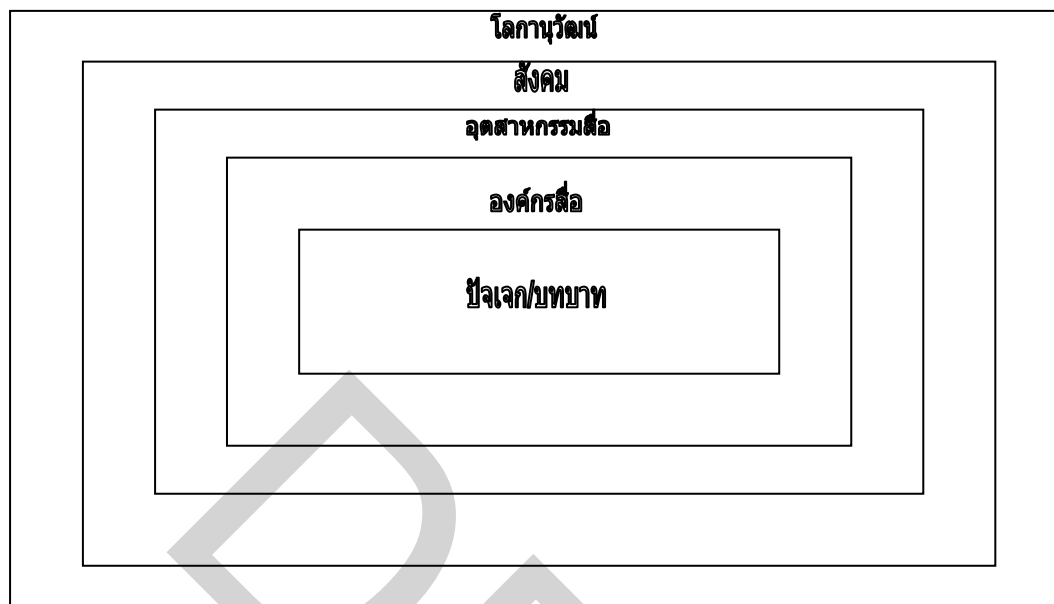 โลกานุวัฒน์
สังคม
อุตสาหกรรมสื่อ
องค์กรสื่อ
ปัจเจก/บทบาท